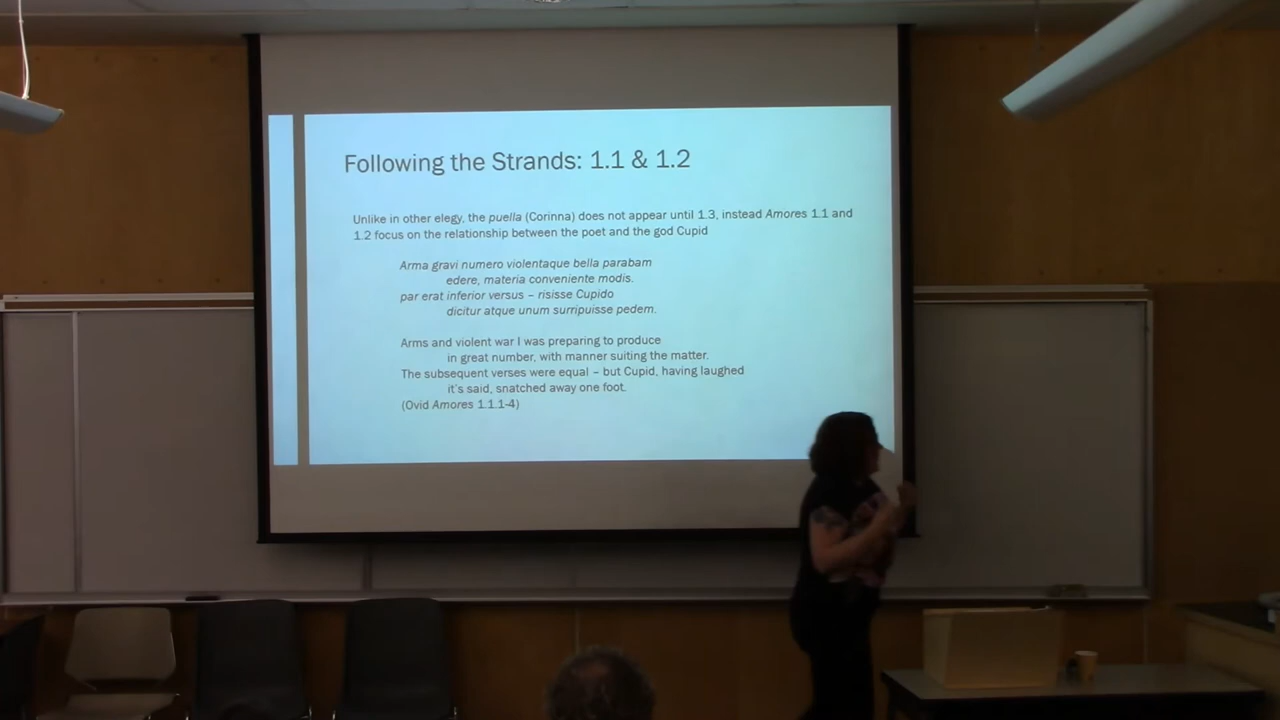 Following the Strands: 1.1 & 1.2
Unlike in other elegy, the puella (Corinna) does not appear until 1.3, instead Amores 1.1 and
1.2 focus on the relationship between the poet and the god Cupid
Arma gravi numero violentaque bella parabam
edere, materia conveniente modis.
par erat inferior versus – risisse Cupido
dicitur atque unum surripuisse pedem.
Arms and violent war I was preparing to produce
in great number, with manner suiting the matter.
The subsequent verses were equal – but Cupid, having laughed
it's said, snatched away one foot.
(Ovid Amores 1.1.1-4)